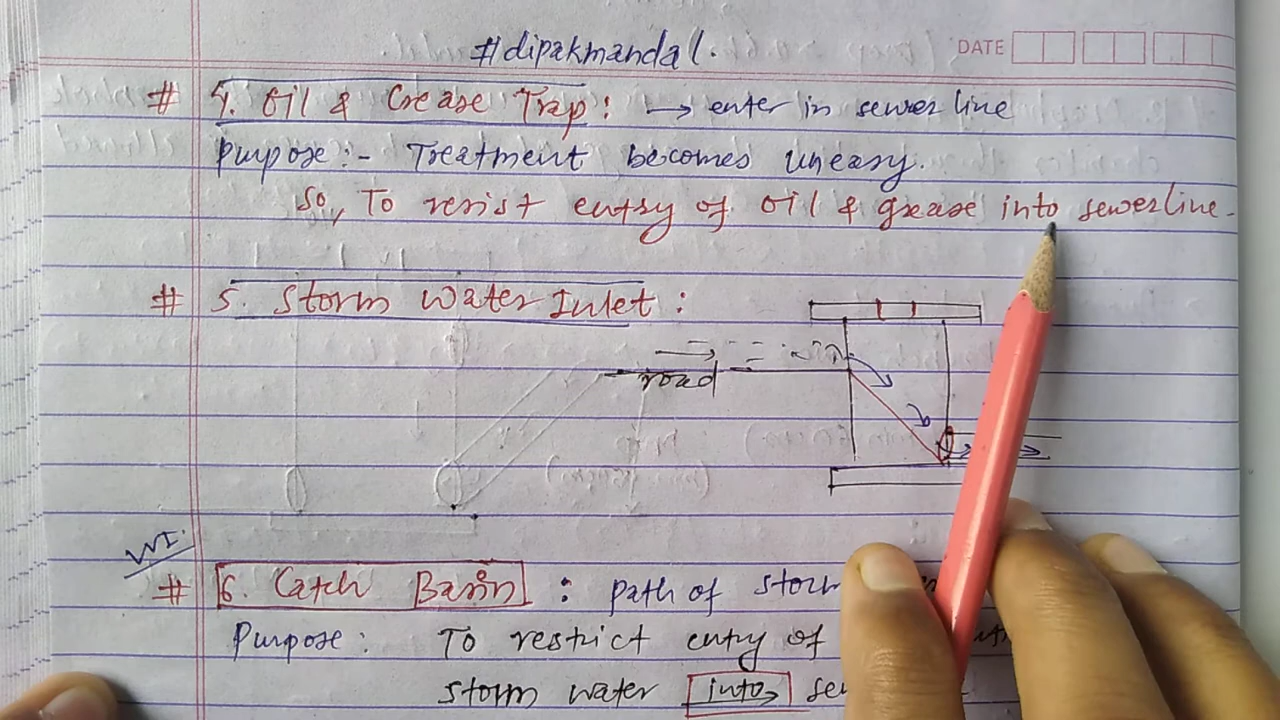 #dipakmandal.
DATE
# 4. Oil & Grease Trap: → enter in sewer line
Purpose:- Treatment becomes uneasy.
So, To resist entry of oil & grease into sewerline.
# 5. Storm Water Inlet:
road
VVI.
# 6. Catch Basin : path of storm
Purpose: To restrict entry of
storm water into